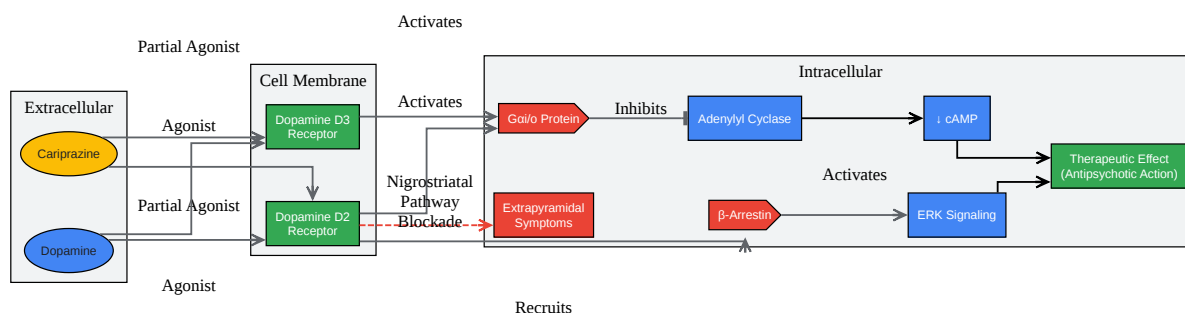 Activates
Partial Agonist
Extracellular
Cariprazine
Dopamine
Agonist
Partial Agonist
Agonist
Cell Membrane
Dopamine D3
Receptor
Dopamine D2
Receptor
Activates
Nigrostriatal
Pathway
Blockade
Recruits
Intracellular
Gαi/o Protein
Inhibits
Adenylyl Cyclase
↓ cAMP
Extrapyramidal
Symptoms
β-Arrestin
Activates
ERK Signaling
Therapeutic Effect
(Antipsychotic Action)